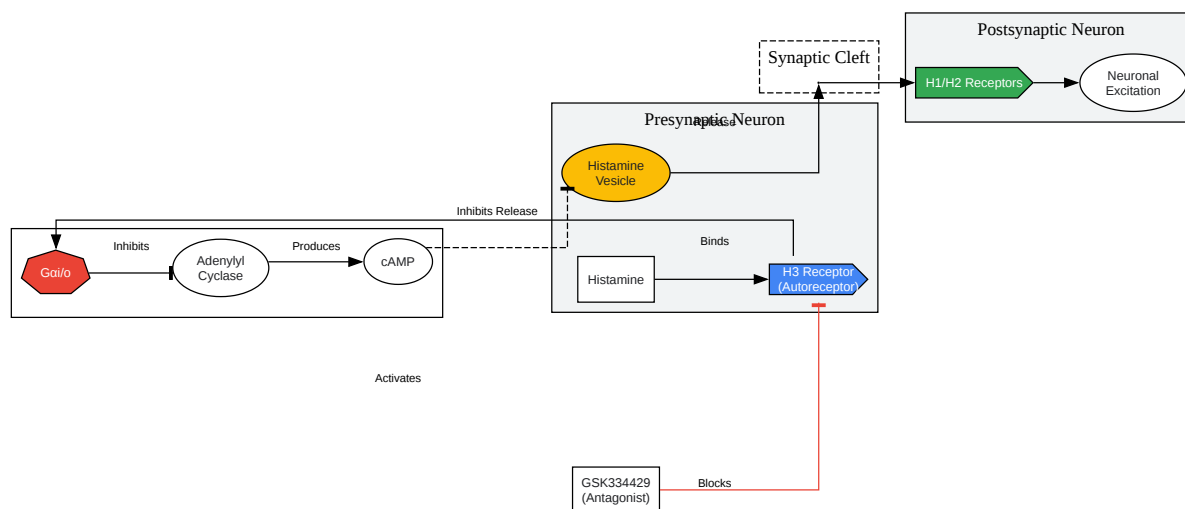 Postsynaptic Neuron
Synaptic Cleft
H1/H2 Receptors
Neuronal
Excitation
Presynaptic Neuron
Release
Histamine
Vesicle
Inhibits Release
Inhibits
Produces
Binds
Gαi/o
Adenylyl
Cyclase
cAMP
Histamine
H3 Receptor
(Autoreceptor)
Activates
GSK334429
(Antagonist)
Blocks